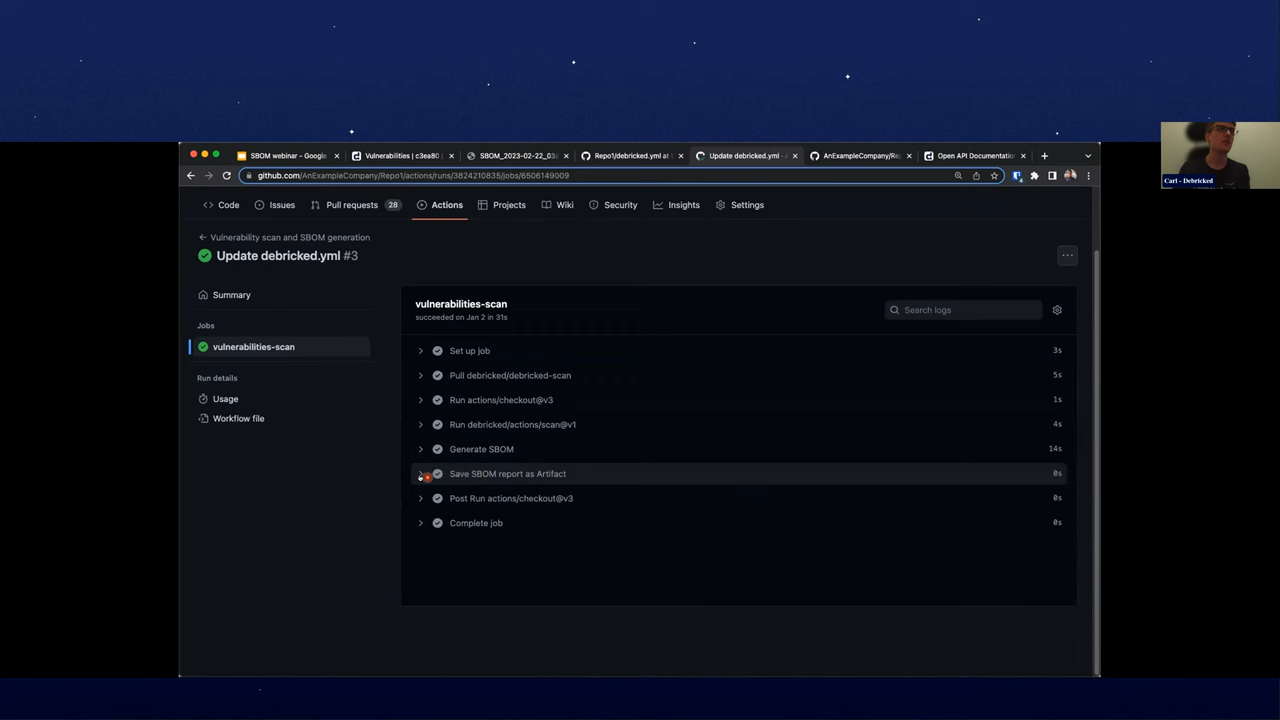 SBOM webinar - Google
Vulnerabilities | c3ea80
SBOM_2023-02-22_03
Repo1/debricked.yml at
Update debricked.yml ·
AnExampleCompany/Re
Open API Documentatio
github.com/AnExampleCompany/Repo1/actions/runs/3824210835/jobs/6506149009
Carl - Debricked
Code
Issues
Pull requests 28
Actions
Projects
Wiki
Security
Insights
Settings
Vulnerability scan and SBOM generation
Update debricked.yml #3
Summary
Jobs
vulnerabilities-scan
Run details
Usage
Workflow file
vulnerabilities-scan
succeeded on Jan 2 in 31s
Search logs
Set up job 3s
Pull debricked/debricked-scan 5s
Run actions/checkout@v3 1s
Run debricked/actions/scan@v1 4s
Generate SBOM 14s
Save SBOM report as Artifact 0s
Post Run actions/checkout@v3 0s
Complete job 0s